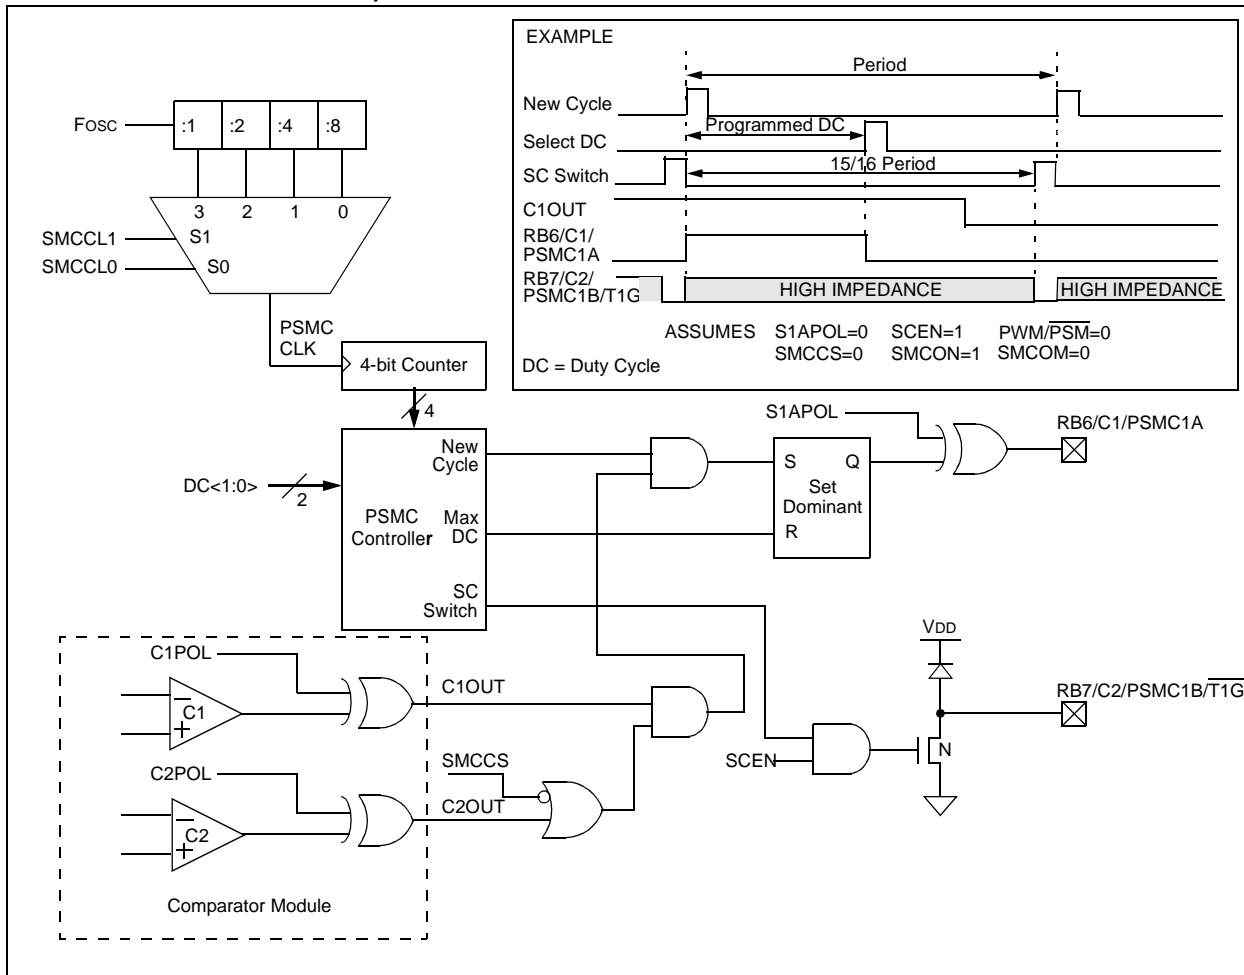 EXAMPLE
Period
New Cycle
Programmed DC
Select DC
15/16 Period
SC Switch
C1OUT
RB6/C1/
PSMC1A
RB7/C2/
PSMC1B/T1G
HIGH IMPEDANCE
HIGH IMPEDANCE
ASSUMES S1APOL=0 SCEN=1 PWM/PSM=0
SMCCS=0 SMCON=1 SMCOM=0
DC = Duty Cycle
FOSC
:1 :2 :4 :8
3 2 1 0
SMCCL1
S1
SMCCL0
S0
PSMC
CLK
4-bit Counter
4
S1APOL
RB6/C1/PSMC1A
New
Cycle
S Q
Set
Dominant
R
DC<1:0>
2
PSMC
Controller
Max
DC
SC
Switch
VDD
C1POL
C1OUT
–
C1
+
RB7/C2/PSMC1B/T1G
N
SCEN
SMCCS
C2POL
C2OUT
–
C2
+
Comparator Module